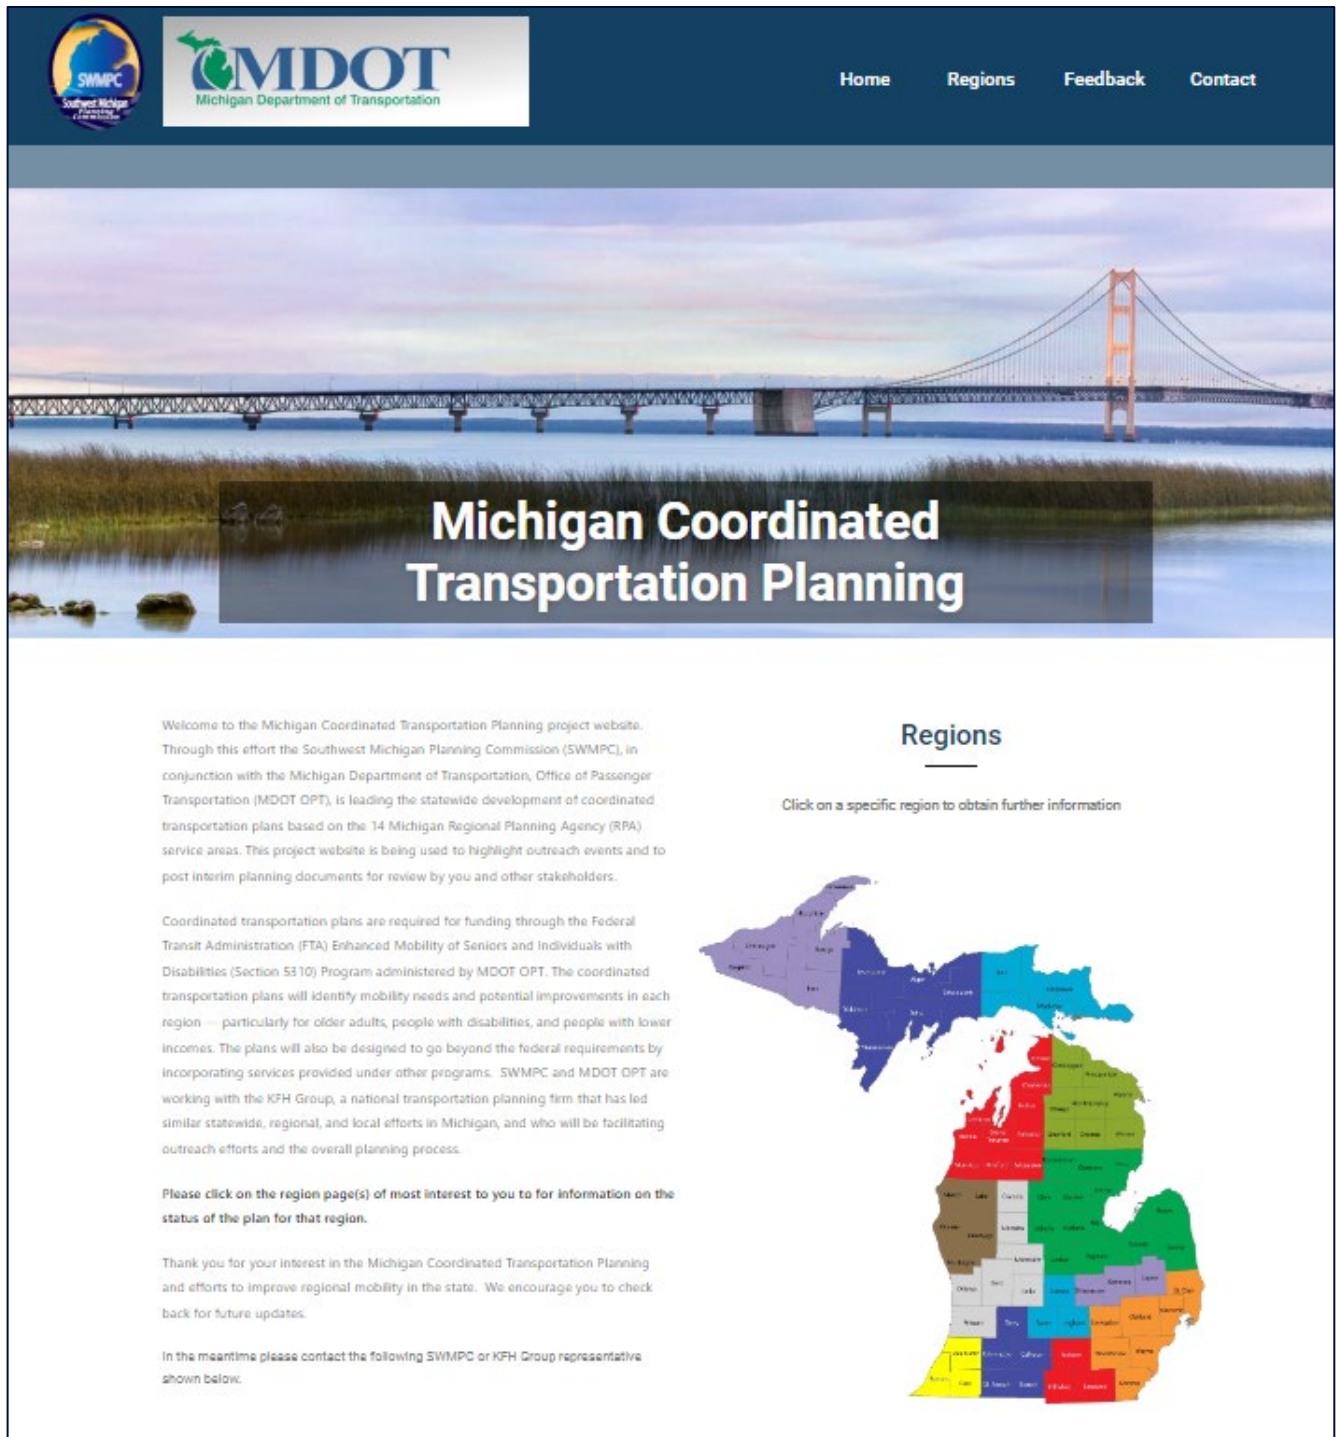 SWMPC
Southwest Michigan
Planning
Commission
MDOT
Michigan Department of Transportation
Home Regions Feedback Contact
Michigan Coordinated
Transportation Planning
Welcome to the Michigan Coordinated Transportation Planning project website.
Through this effort the Southwest Michigan Planning Commission (SWMPC), in
conjunction with the Michigan Department of Transportation, Office of Passenger
Transportation (MDOT OPT), is leading the statewide development of coordinated
transportation plans based on the 14 Michigan Regional Planning Agency (RPA)
service areas. This project website is being used to highlight outreach events and to
post interim planning documents for review by you and other stakeholders.
Coordinated transportation plans are required for funding through the Federal
Transit Administration (FTA) Enhanced Mobility of Seniors and Individuals with
Disabilities (Section 5310) Program administered by MDOT OPT. The coordinated
transportation plans will identify mobility needs and potential improvements in each
region — particularly for older adults, people with disabilities, and people with lower
incomes. The plans will also be designed to go beyond the federal requirements by
incorporating services provided under other programs. SWMPC and MDOT OPT are
working with the KFH Group, a national transportation planning firm that has led
similar statewide, regional, and local efforts in Michigan, and who will be facilitating
outreach efforts and the overall planning process.
Please click on the region page(s) of most interest to you to for information on the
status of the plan for that region.
Thank you for your interest in the Michigan Coordinated Transportation Planning
and efforts to improve regional mobility in the state. We encourage you to check
back for future updates.
In the meantime please contact the following SWMPC or KFH Group representative
shown below.
Regions
Click on a specific region to obtain further information